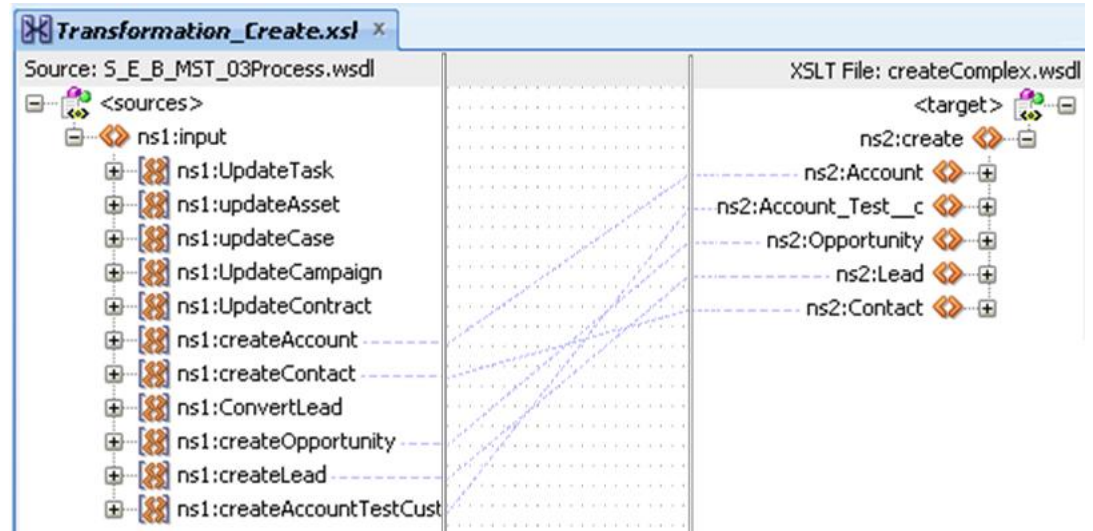 Transformation_Create.xsl
Source: S_E_B_MST_03Process.wsdl
XSLT File: createComplex.wsdl
<sources>
ns1:input
ns1:UpdateTask
ns1:updateAsset
ns1:updateCase
ns1:UpdateCampaign
ns1:UpdateContract
ns1:createAccount
ns1:createContact
ns1:ConvertLead
ns1:createOpportunity
ns1:createLead
ns1:createAccountTestCust
<target>
ns2:create
ns2:Account
ns2:Account_Test__c
ns2:Opportunity
ns2:Lead
ns2:Contact